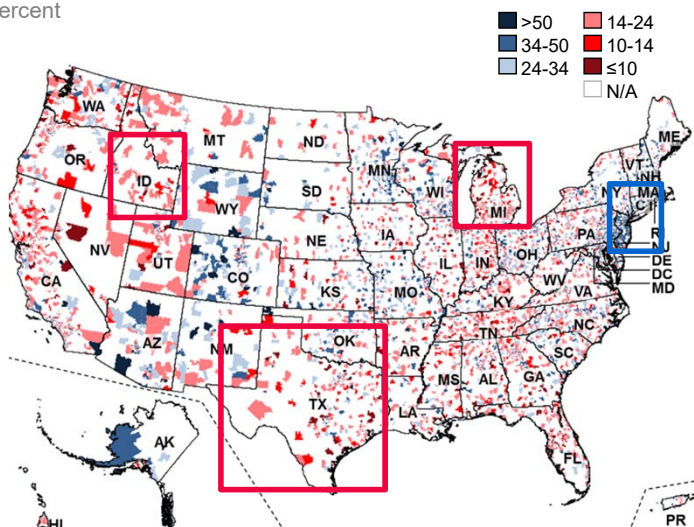 ercent
>50 14-24
34-50 10-14
24-34 ≤10
N/A
WA
ME
MT
ND
VT
OR
MN
NH
ID
SD
WI
MA
WY
MI
C
R
IA
PA
NJ
NE
NV
OH
DE
UT
IL
IN
DC
CO
WV
MD
CA
KS
MO
VA
KY
NC
OK
TN
AZ
NM
AR
SC
MS
AL
GA
TX
LA
FL
AK
HI
PR